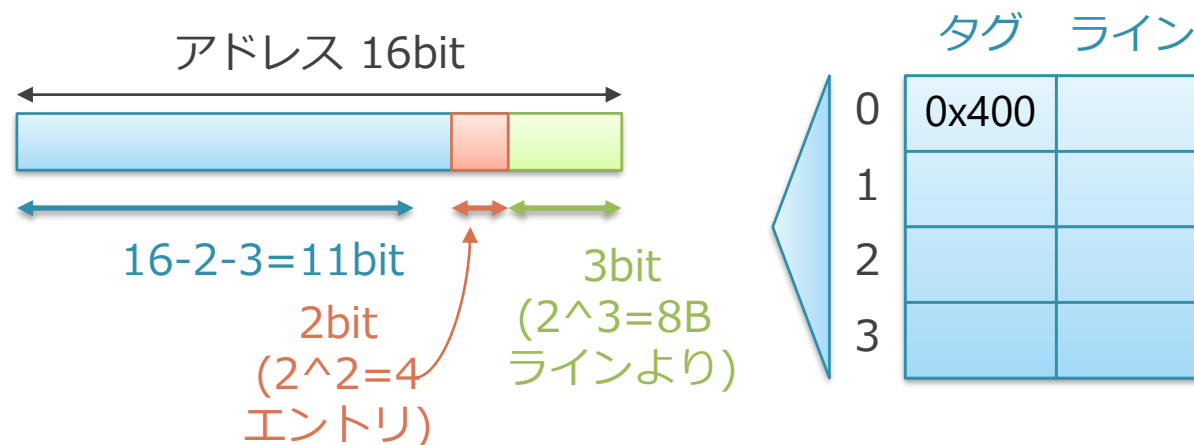 アドレス 16bit
16-2-3=11bit
2bit
(2^2=4
エントリ)
3bit
(2^3=8B
ラインより)
タグ ライン
0 0x400
1
2
3